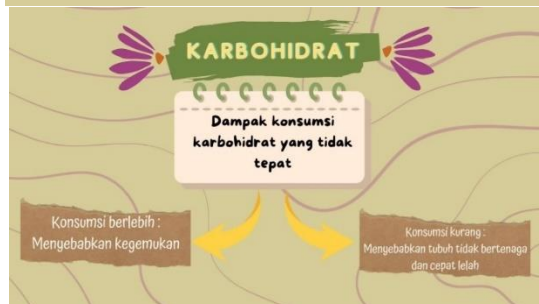 KARBOHIDRAT
Dampak konsumsi
karbohidrat yang tidak
tepat
Konsumsi berlebih :
Menyebabkan kegemukan
Konsumsi kurang :
Menyebabkan tubuh tidak bertenaga
dan cepat lelah